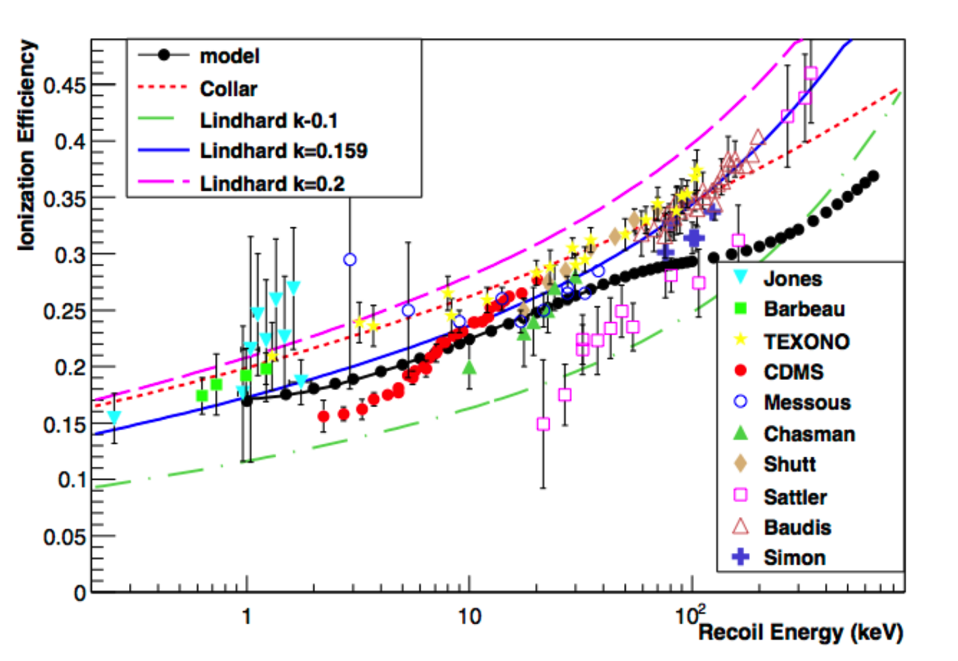 Ionization Efficiency
model
Collar
Lindhard k-0.1
Lindhard k=0.159
Lindhard k=0.2
0.45
0.4
0.35
0.3
0.25
0.2
0.15
0.1
0.05
0
Jones
Barbeau
TEXONO
CDMS
Messous
Chasman
Shutt
Sattler
Baudis
Simon
1
10
10²
Recoil Energy (keV)